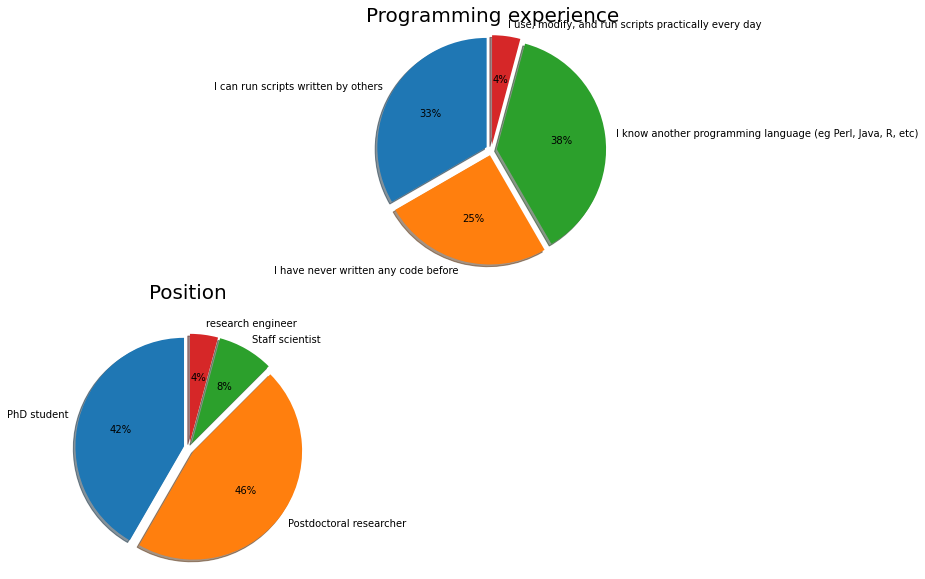 Programming experience
I use, modify, and run scripts practically every day
4%
I can run scripts written by others
33%
I know another programming language (eg Perl, Java, R, etc)
38%
25%
I have never written any code before
Position
research engineer
Staff scientist
4%
8%
PhD student
42%
46%
Postdoctoral researcher